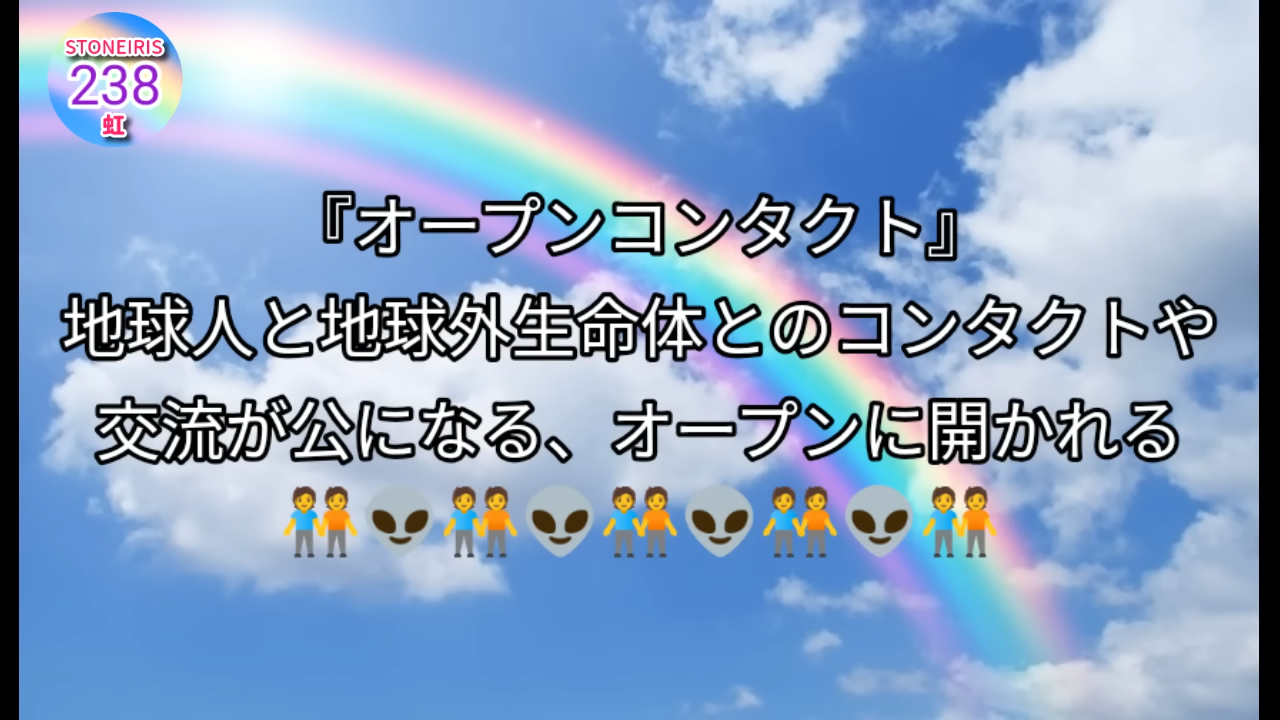 STONEIRIS
238
虹
『オープンコンタクト』
地球人と地球外生命体とのコンタクトや
交流が公になる、オープンに開かれる
🧑‍🤝‍🧑👽🧑‍🤝‍🧑👽🧑‍🤝‍🧑👽🧑‍🤝‍🧑👽🧑‍🤝‍🧑